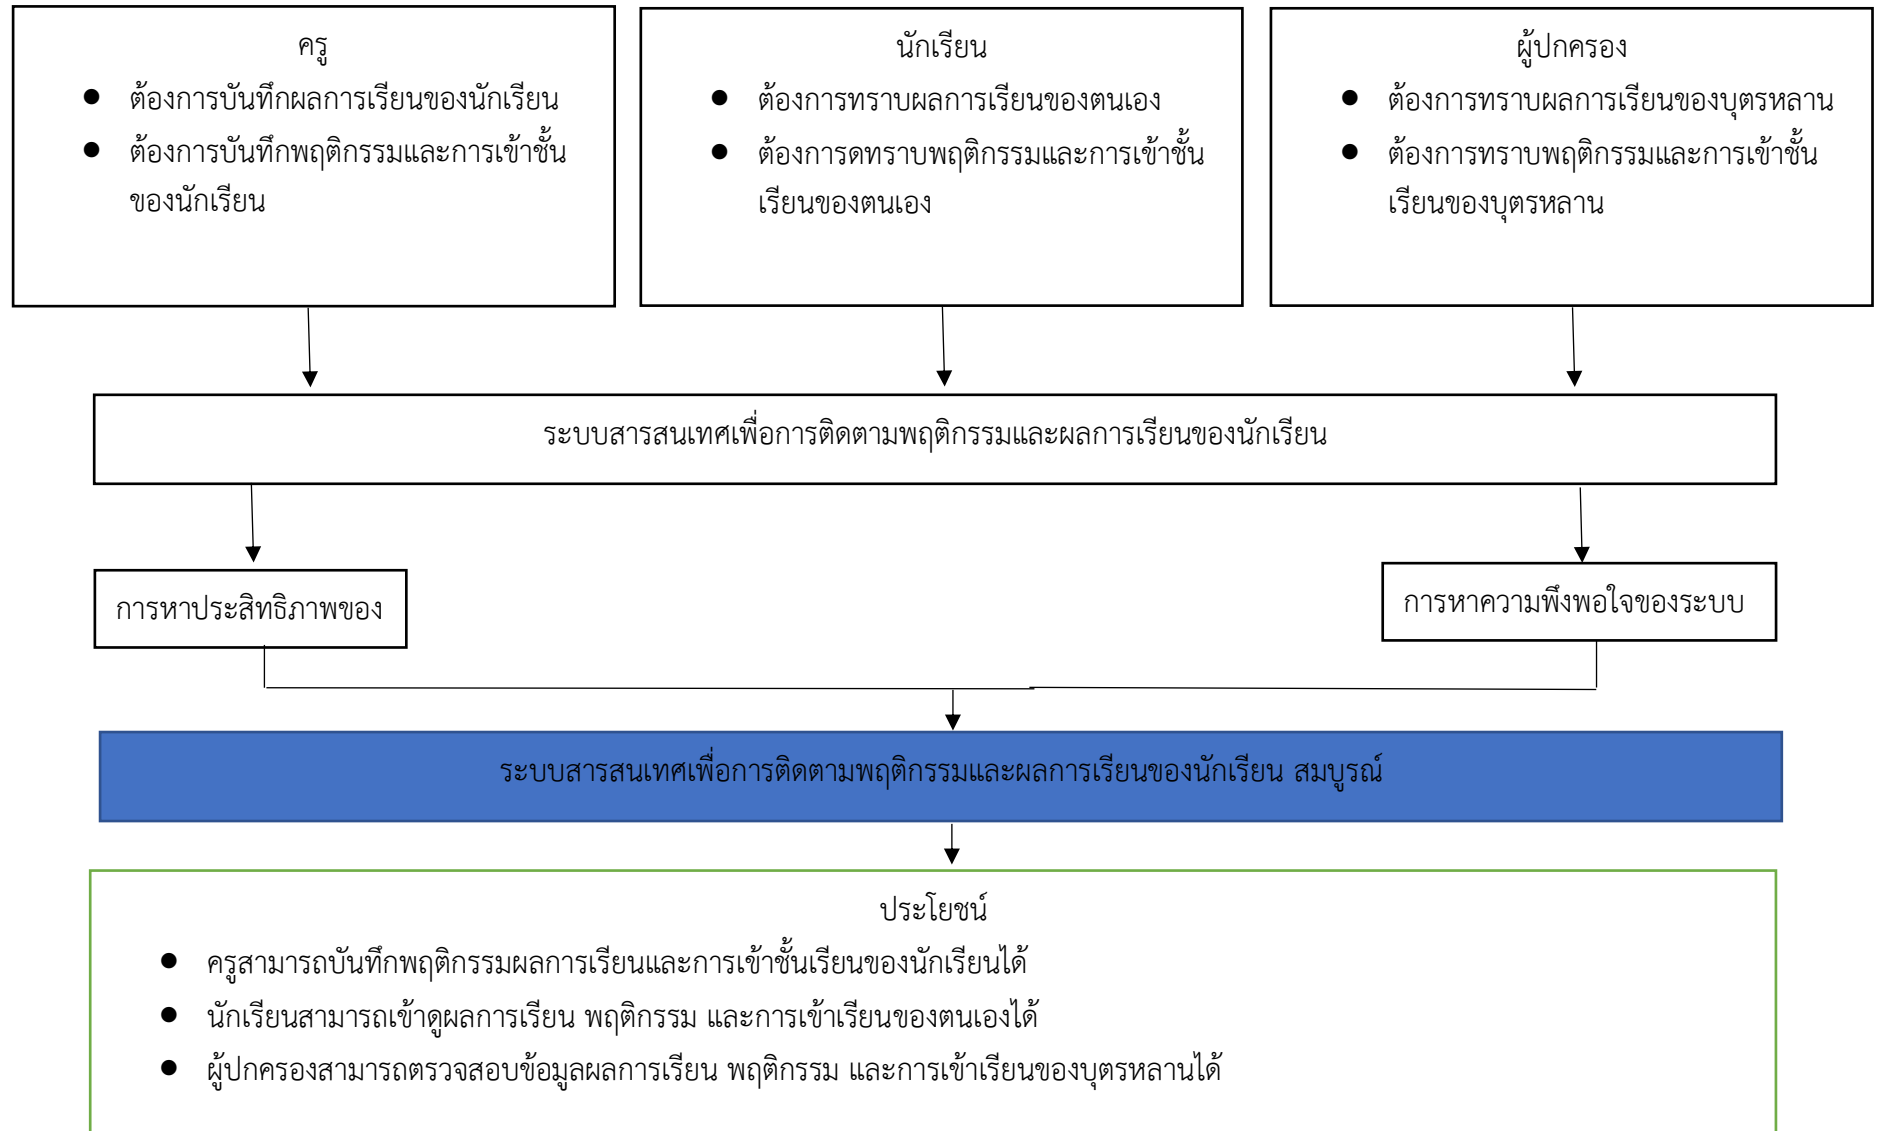 ครู
● ต้องการบันทึกผลการเรียนของนักเรียน
● ต้องการบันทึกพฤติกรรมและการเข้าชั้น
ของนักเรียน
นักเรียน
● ต้องการทราบผลการเรียนของตนเอง
● ต้องการดทราบพฤติกรรมและการเข้าชั้น
เรียนของตนเอง
ผู้ปกครอง
● ต้องการทราบผลการเรียนของบุตรหลาน
● ต้องการทราบพฤติกรรมและการเข้าชั้น
เรียนของบุตรหลาน
ระบบสารสนเทศเพื่อการติดตามพฤติกรรมและผลการเรียนของนักเรียน
การหาประสิทธิภาพของ
การหาความพึงพอใจของระบบ
ระบบสารสนเทศเพื่อการติดตามพฤติกรรมและผลการเรียนของนักเรียน สมบูรณ์
ประโยชน์
● ครูสามารถบันทึกพฤติกรรมผลการเรียนและการเข้าชั้นเรียนของนักเรียนได้
● นักเรียนสามารถเข้าดูผลการเรียน พฤติกรรม และการเข้าเรียนของตนเองได้
● ผู้ปกครองสามารถตรวจสอบข้อมูลผลการเรียน พฤติกรรม และการเข้าเรียนของบุตรหลานได้